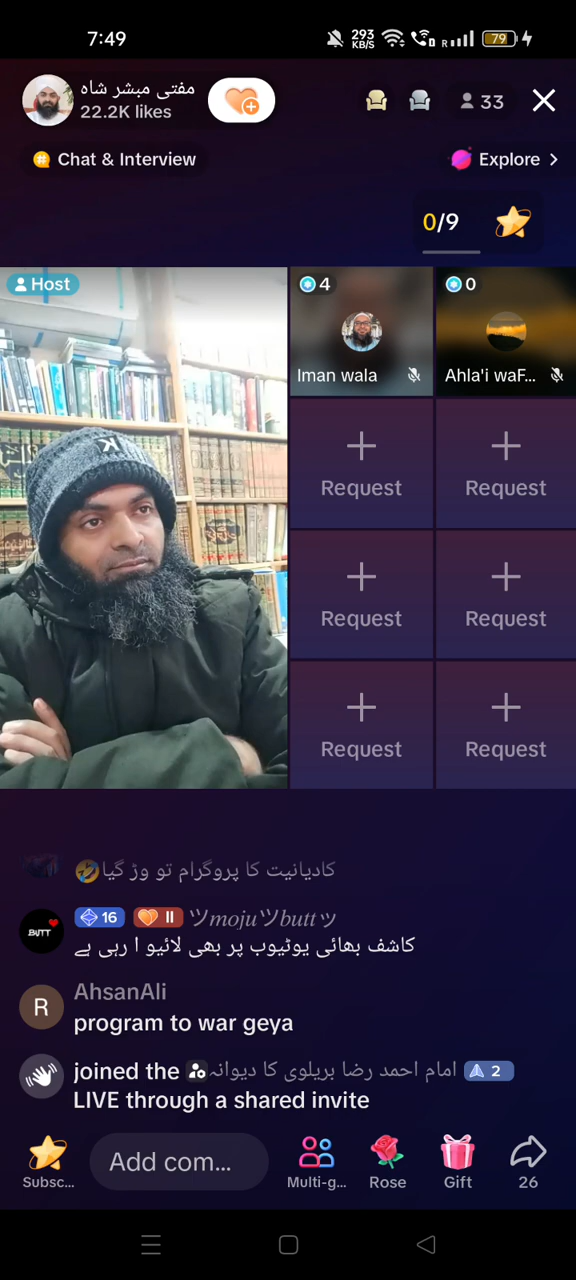 7:49
293
KB/S
R
79
مفتی مبشر شاہ
22.2K likes
33
Chat & Interview
Explore
0/9
Host
4
Iman wala
0
Ahla'i waF...
K
+
Request
+
Request
+
Request
+
Request
+
Request
+
Request
کادیانیت کا پروگرام تو وڑ گیا🤣
BUTT
16
II
ツmojuツbuttッ
کاشف بھائی یوٹیوب پر بھی لائیو ا رہی ہے
R
AhsanAli
program to war geya
joined the امام احمد رضا بریلوی کا دیوانہ 2
LIVE through a shared invite
Subsc...
Add com...
Multi-g...
Rose
Gift
26